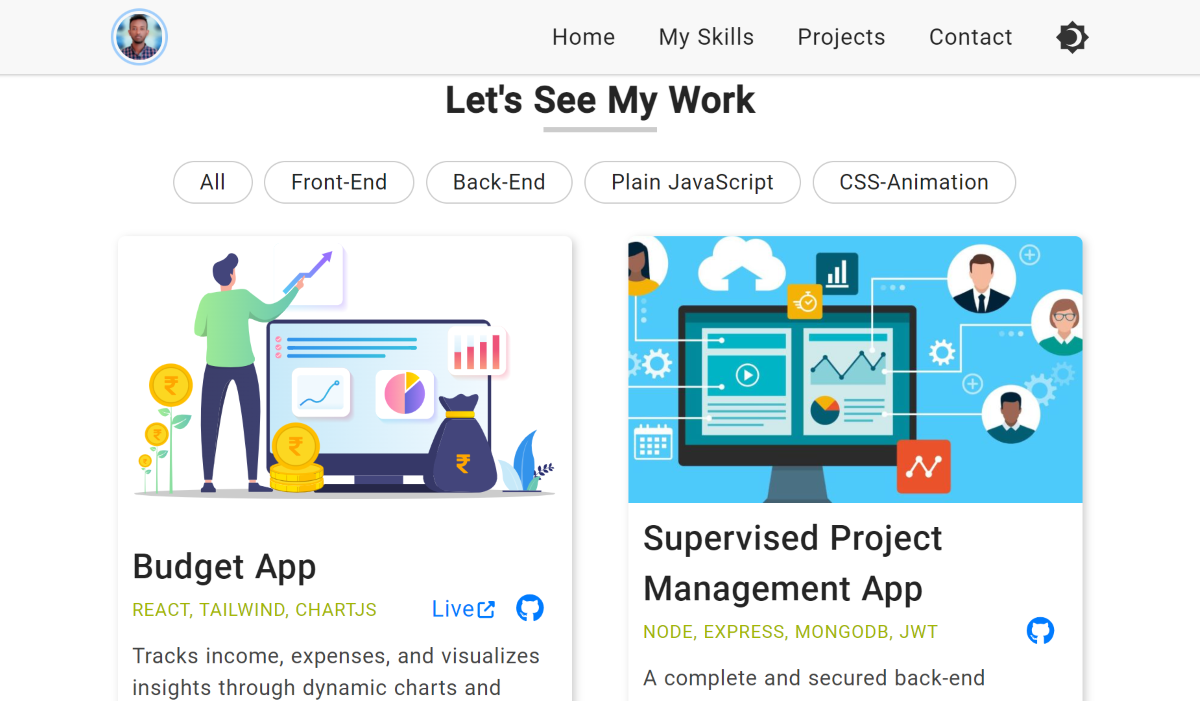 Home
My Skills
Projects
Contact
Let's See My Work
All
Front-End
Back-End
Plain JavaScript
CSS-Animation
₹
₹
₹
₹
₹
Budget App
REACT, TAILWIND, CHARTJS
Live
Tracks income, expenses, and visualizes
insights through dynamic charts and
Supervised Project
Management App
NODE, EXPRESS, MONGODB, JWT
A complete and secured back-end